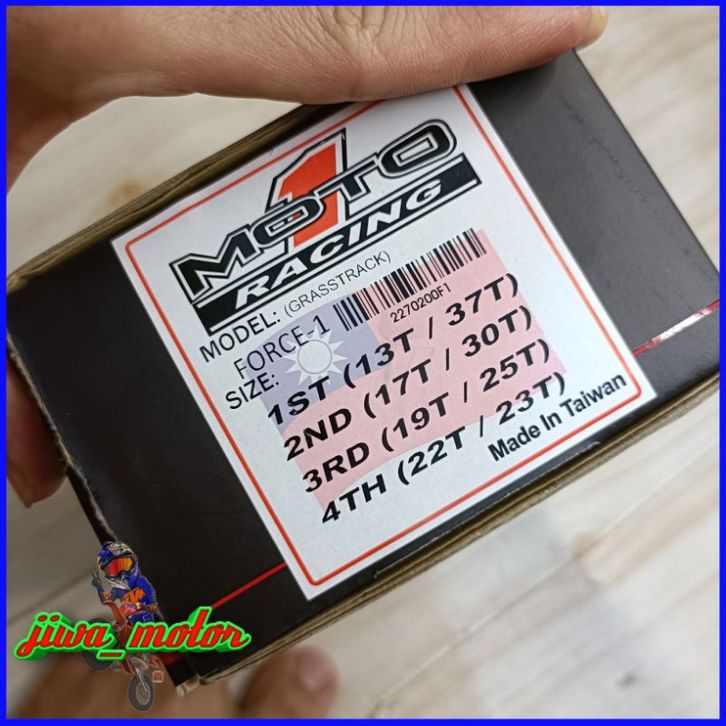 1
MOTO
RACING
MODEL: (GRASSTRACK)
FORCE-1
2270200F1
SIZE:
1ST (13T / 37T)
2ND (17T / 30T)
3RD (19T / 25T)
4TH (22T / 23T)
Made In Taiwan
jiwa_motor